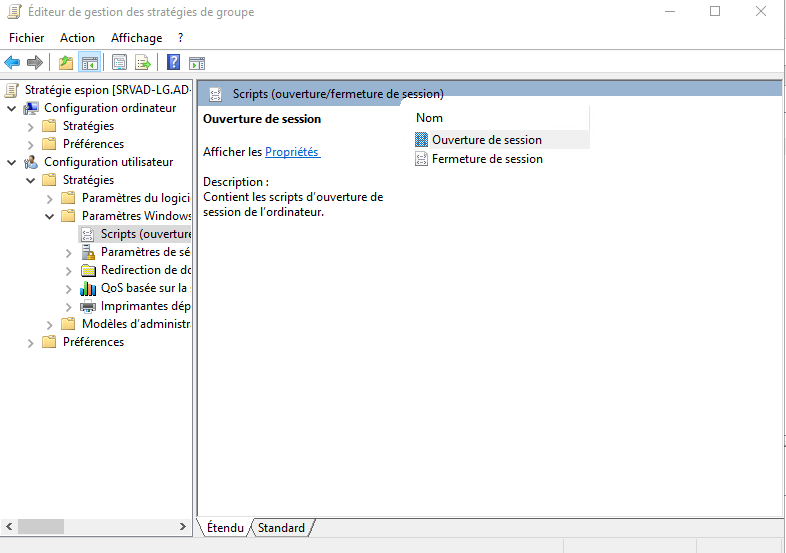 Éditeur de gestion des stratégies de groupe
Fichier Action Affichage ?
Stratégie espion [SRVAD-LG.AD-
Configuration ordinateur
Stratégies
Préférences
Configuration utilisateur
Stratégies
Paramètres du logici
Paramètres Windows
Scripts (ouverture
Paramètres de sé
Redirection de do
QoS basée sur la
Imprimantes dép
Modèles d'administr
Préférences
Scripts (ouverture/fermeture de session)
Ouverture de session
Afficher les Propriétés
Description :
Contient les scripts d'ouverture de
session de l'ordinateur.
Nom
Ouverture de session
Fermeture de session
Étendu Standard